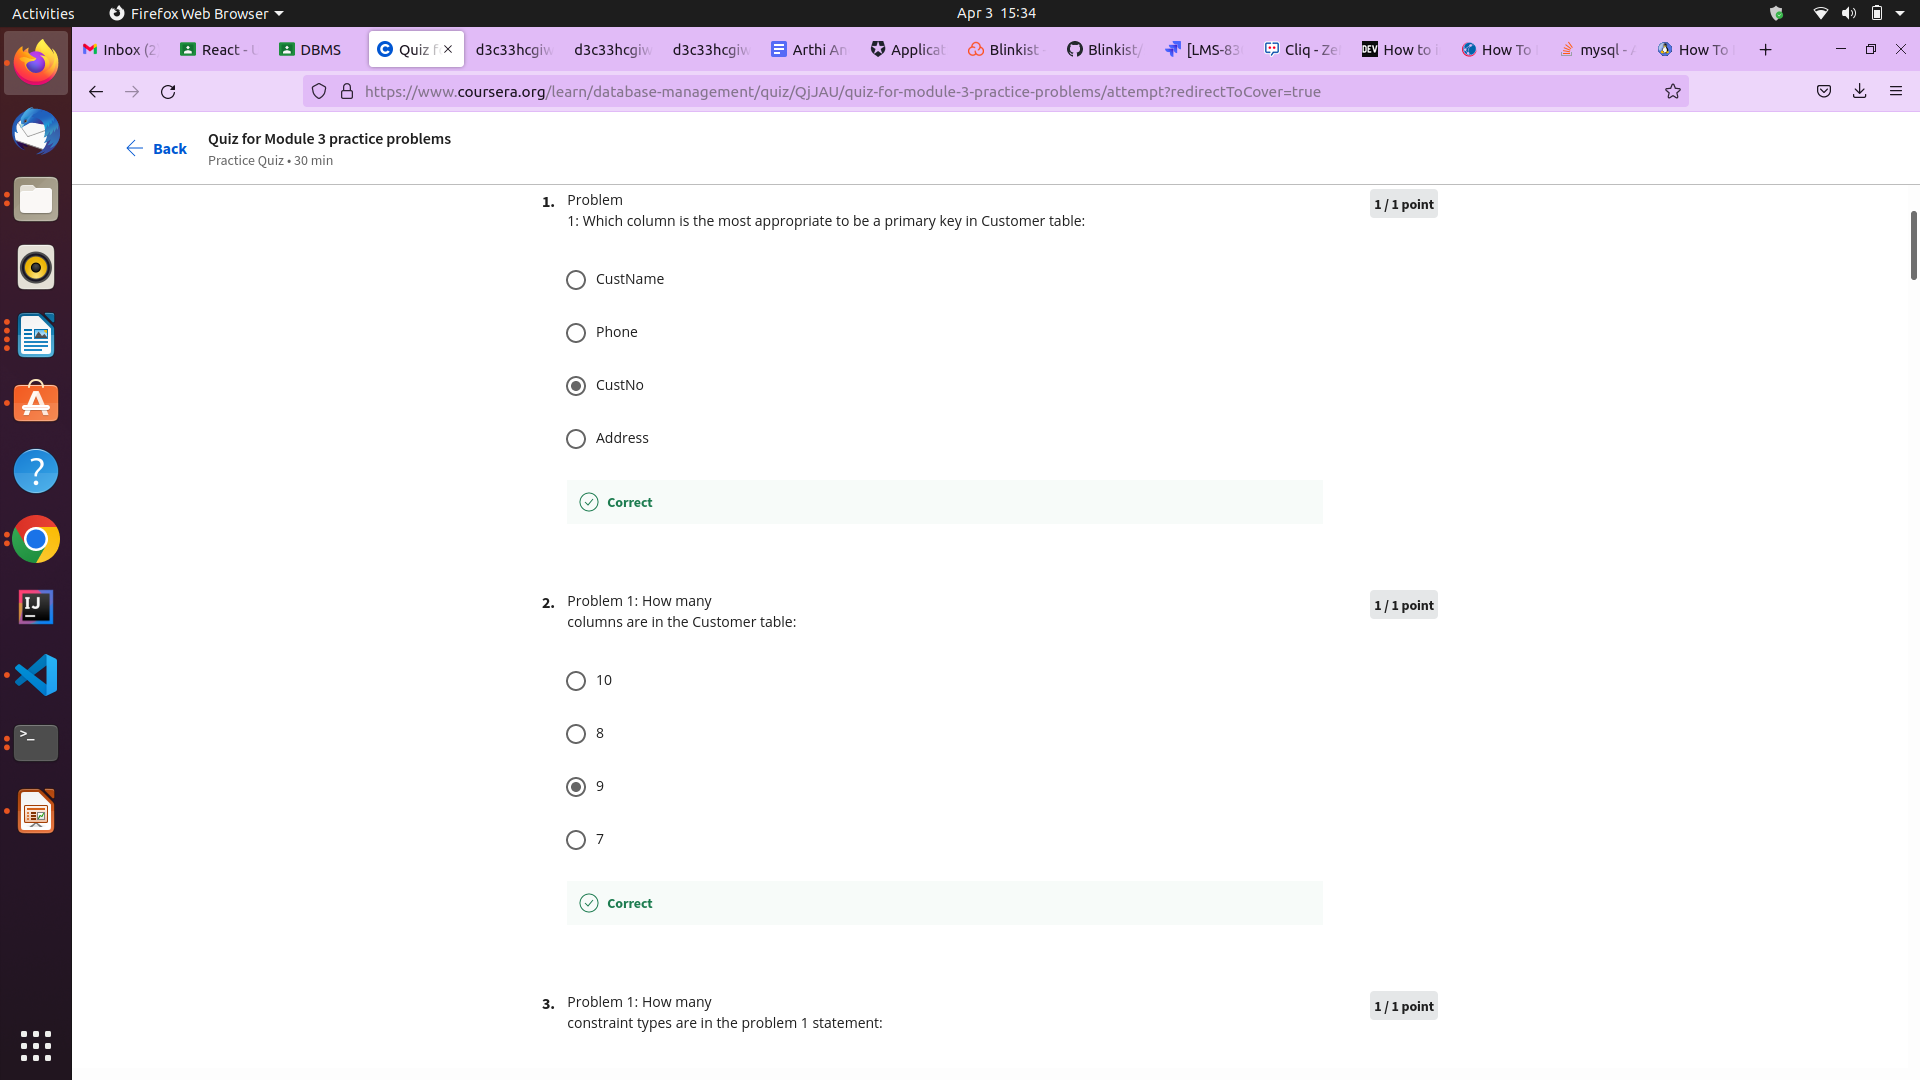 Activities
Firefox Web Browser
Apr 3 15:34
Inbox (2
React - U
DBMS
Quiz f
d3c33hcgiw
d3c33hcgiw
d3c33hcgiw
Arthi An
Applicat
Blinkist -
Blinkist/
[LMS-83
Cliq - Ze
DEV
How to i
How To
mysql - A
How To I
https://www.coursera.org/learn/database-management/quiz/QjJAU/quiz-for-module-3-practice-problems/attempt?redirectToCover=true
Back
Quiz for Module 3 practice problems
Practice Quiz • 30 min
1.
Problem
1: Which column is the most appropriate to be a primary key in Customer table:
1 / 1 point
CustName
Phone
CustNo
Address
Correct
2.
Problem 1: How many
columns are in the Customer table:
1 / 1 point
10
8
9
7
Correct
3.
Problem 1: How many
constraint types are in the problem 1 statement:
1 / 1 point
IJ
>_